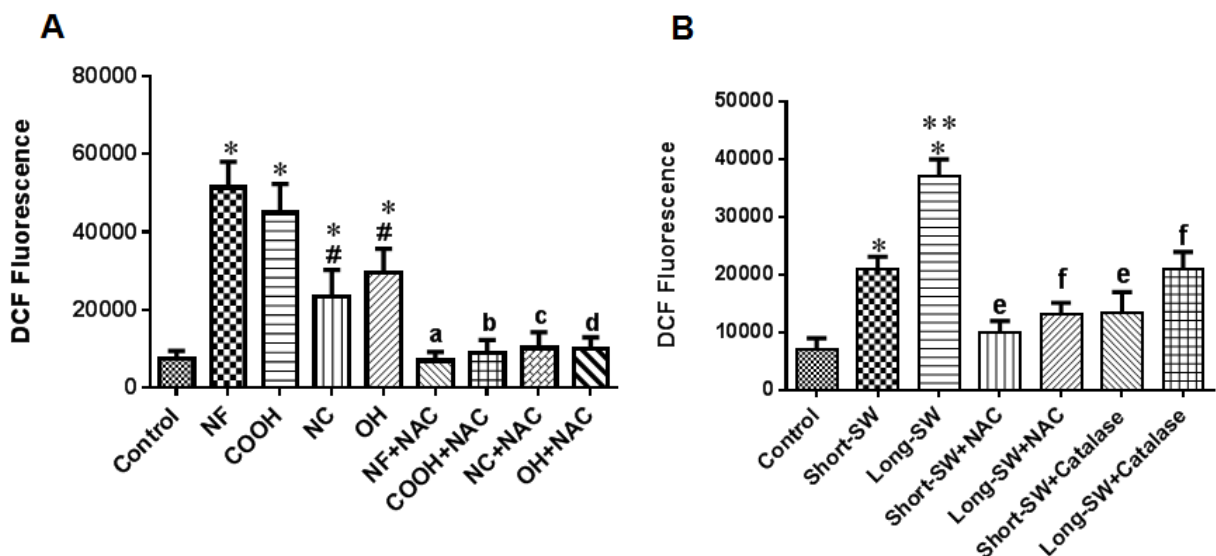 A
DCF Fluorescence
80000
60000
40000
20000
0
*
*
*
#
*
#
a
b
c
d
Control
NF
COOH
NC
OH
NF+NAC
COOH+NAC
NC+NAC
OH+NAC
B
DCF Fluorescence
50000
40000
30000
20000
10000
0
*
**
*
e
f
e
f
Control
Short-SW
Long-SW
Short-SW+NAC
Long-SW+NAC
Short-SW+Catalase
Long-SW+Catalase